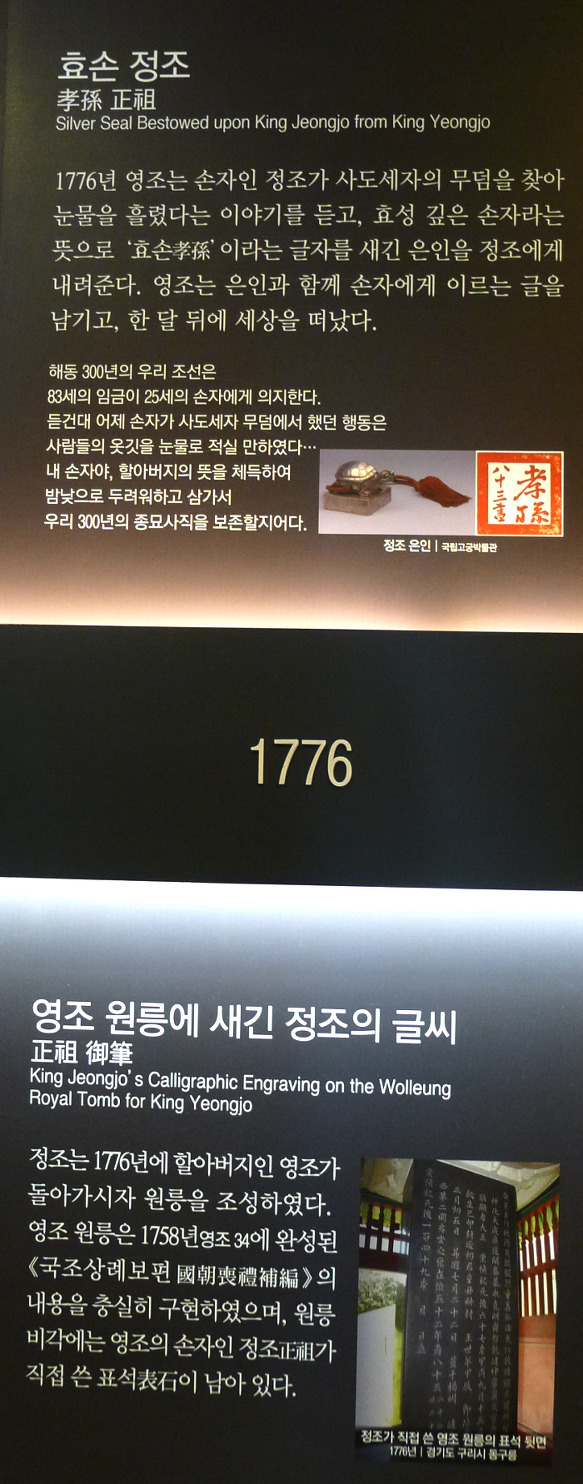 효손 정조
孝孫 正祖
Silver Seal Bestowed upon King Jeongjo from King Yeongjo
1776년 영조는 손자인 정조가 사도세자의 무덤을 찾아
눈물을 흘렸다는 이야기를 듣고, 효성 깊은 손자라는
뜻으로 ‘효손孝孫’이라는 글자를 새긴 은인을 정조에게
내려준다. 영조는 은인과 함께 손자에게 이르는 글을
남기고, 한 달 뒤에 세상을 떠났다.
해동 300년의 우리 조선은
83세의 임금이 25세의 손자에게 의지한다.
듣건대 어제 손자가 사도세자 무덤에서 했던 행동은
사람들의 옷깃을 눈물로 적실 만하였다…
내 손자야, 할아버지의 뜻을 체득하여
밤낮으로 두려워하고 삼가서
우리 300년의 종묘사직을 보존할지어다.
孝孫
八十三書
정조 은인 | 국립고궁박물관
1776
영조 원릉에 새긴 정조의 글씨
正祖 御筆
King Jeongjo’s Calligraphic Engraving on the Wolleung
Royal Tomb for King Yeongjo
정조는 1776년에 할아버지인 영조가
돌아가시자 원릉을 조성하였다.
영조 원릉은 1758년영조 34에 완성된
《국조상례보편 國朝喪禮補編》의
내용을 충실히 구현하였으며, 원릉
비각에는 영조의 손자인 정조正祖가
직접 쓴 표석表石이 남아 있다.
정조가 직접 쓴 영조 원릉의 표석 뒷면
1776년 | 경기도 구리시 동구릉